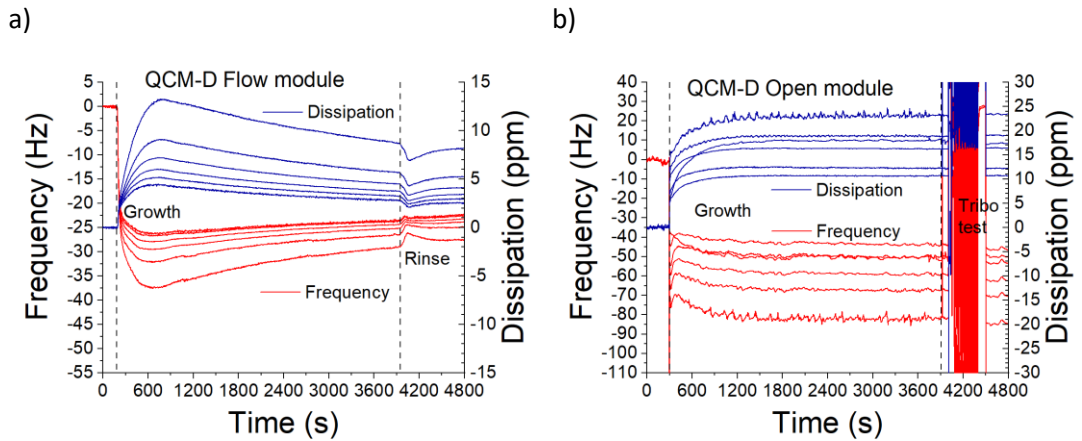 a)
b)
QCM-D Flow module
Dissipation
Growth
Rinse
Frequency
Frequency (Hz)
5
0
-5
-10
-15
-20
-25
-30
-35
-40
-45
-50
-55
Dissipation (ppm)
15
10
5
0
-5
-10
-15
0 600 1200 1800 2400 3000 3600 4200 4800
Time (s)
QCM-D Open module
Dissipation
Growth
Frequency
Tribo
test
Frequency (Hz)
40
30
20
10
0
-10
-20
-30
-40
-50
-60
-70
-80
-90
-100
-110
Dissipation (ppm)
30
25
20
15
10
5
0
-5
-10
-15
-20
-25
-30
0 600 1200 1800 2400 3000 3600 4200 4800
Time (s)